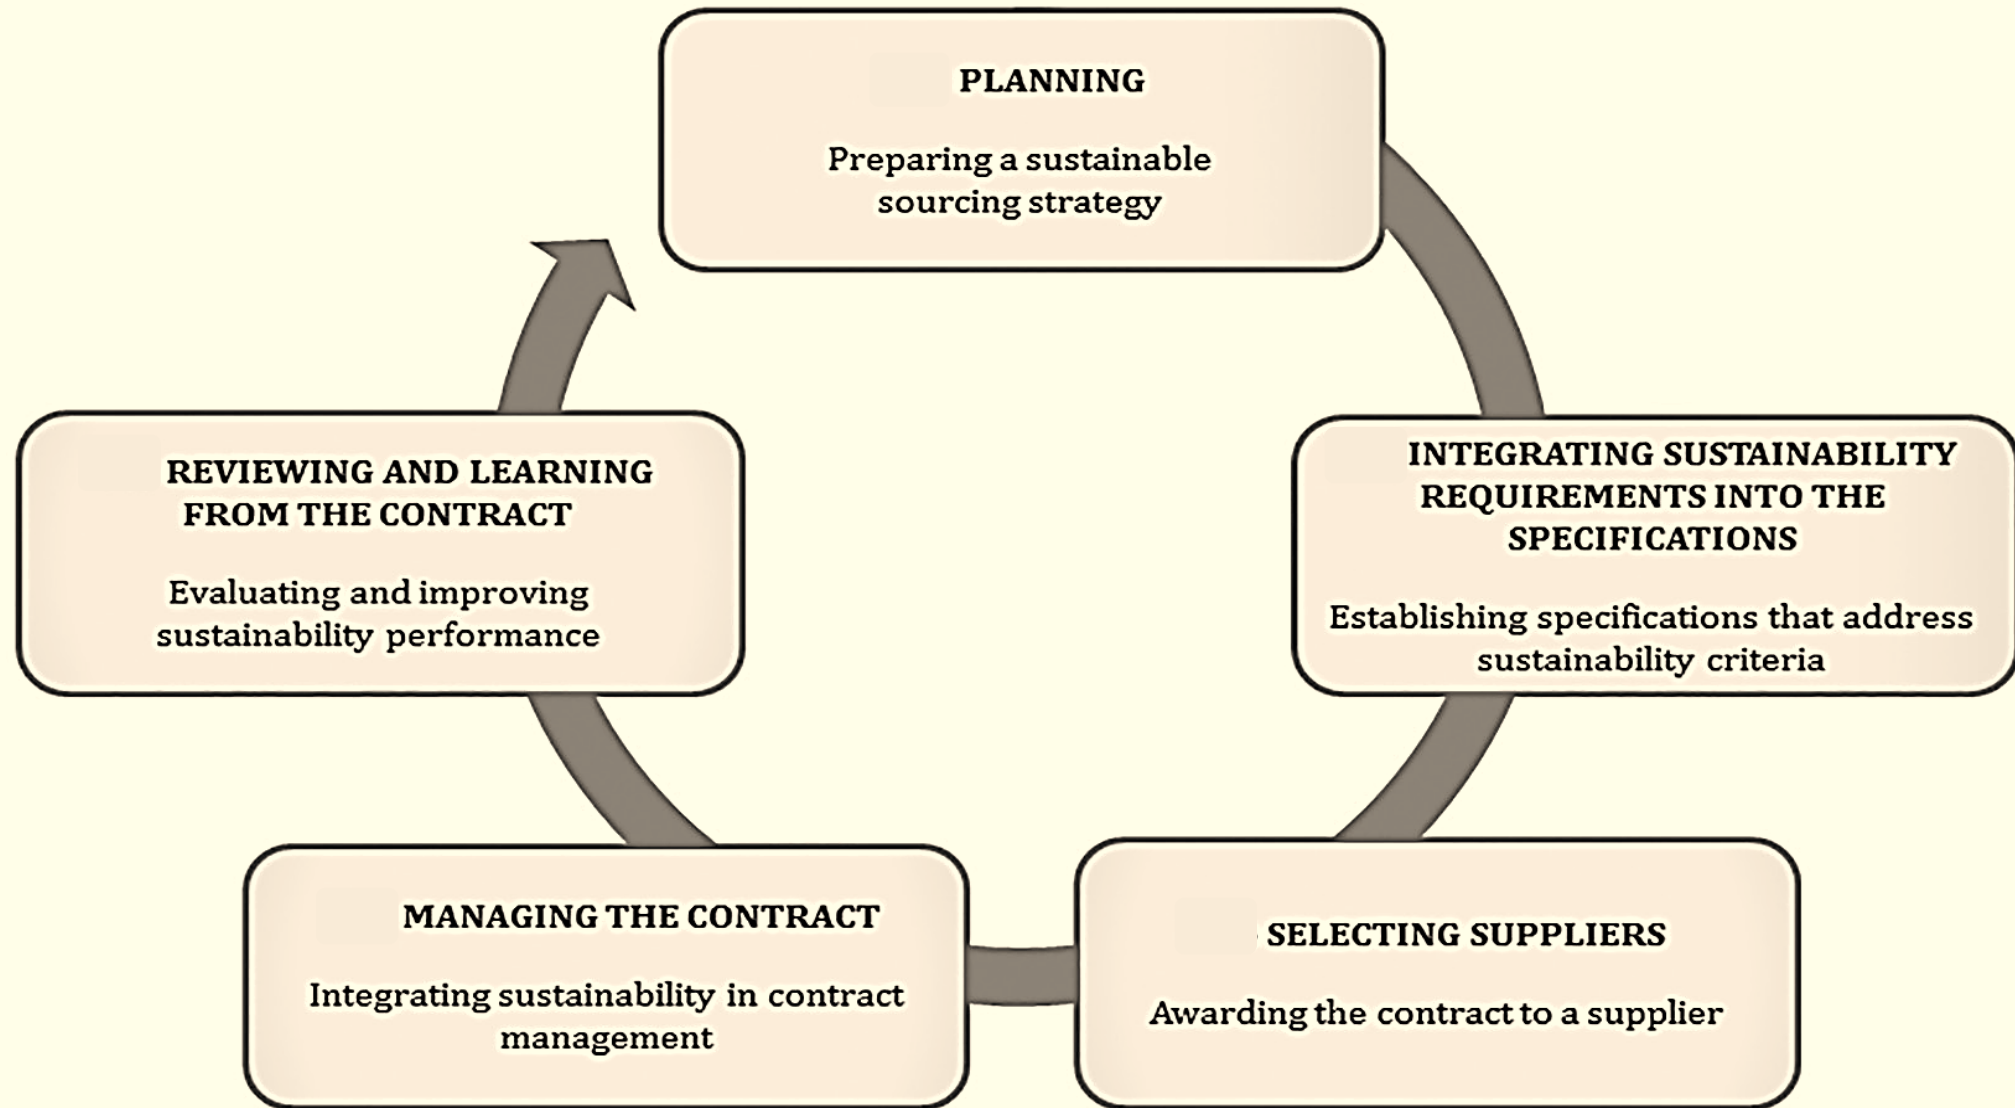 PLANNING
Preparing a sustainable
sourcing strategy
INTEGRATING SUSTAINABILITY
REQUIREMENTS INTO THE
SPECIFICATIONS
Establishing specifications that address
sustainability criteria
SELECTING SUPPLIERS
Awarding the contract to a supplier
MANAGING THE CONTRACT
Integrating sustainability in contract
management
REVIEWING AND LEARNING
FROM THE CONTRACT
Evaluating and improving
sustainability performance